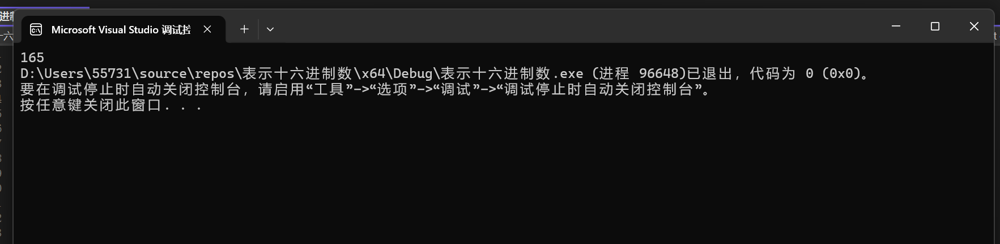 进制
Microsoft Visual Studio 调试控
十六
165
D:\Users\55731\source\repos\表示十六进制数\x64\Debug\表示十六进制数.exe (进程 96648)已退出，代码为 0 (0x0)。
要在调试停止时自动关闭控制台，请启用“工具”->“选项”->“调试”->“调试停止时自动关闭控制台”。
按任意键关闭此窗口. . .